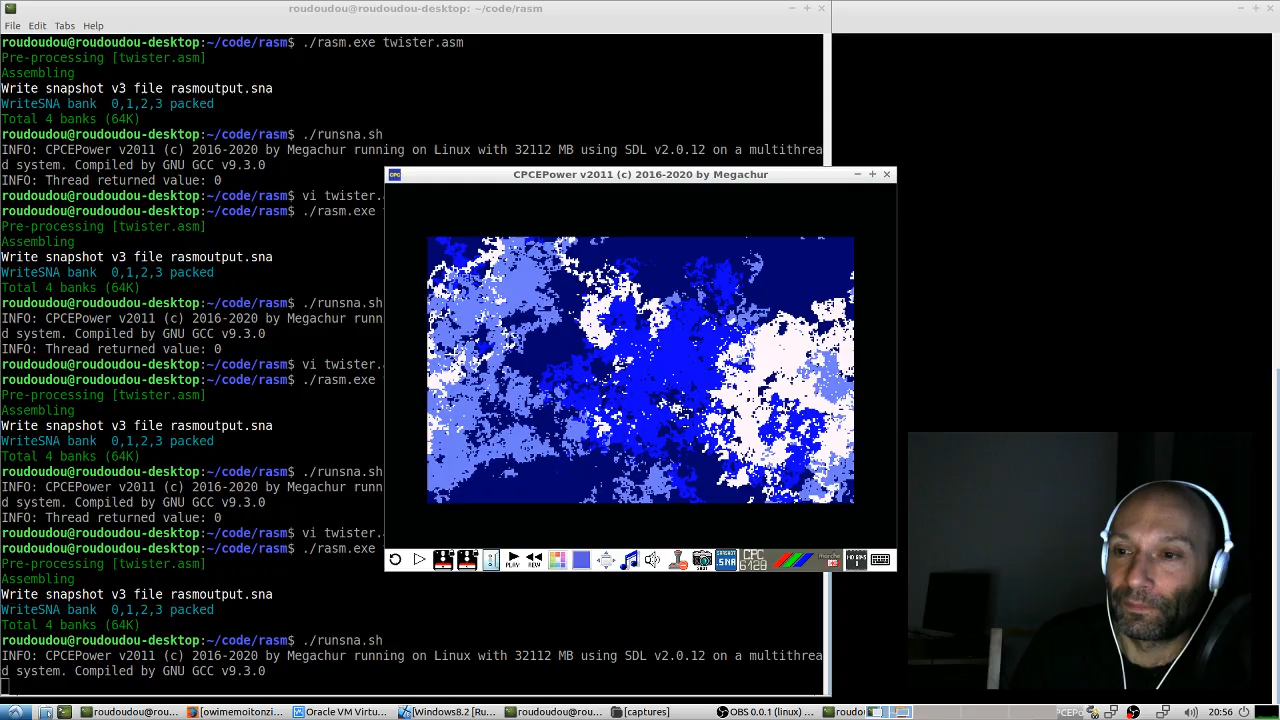 roudoudou@roudoudou-desktop: ~/code/rasm
File Edit Tabs Help
roudoudou@roudoudou-desktop:~/code/rasm$ ./rasm.exe twister.asm
Pre-processing [twister.asm]
Assembling
Write snapshot v3 file rasmoutput.sna
WriteSNA bank  0,1,2,3 packed
Total 4 banks (64K)
roudoudou@roudoudou-desktop:~/code/rasm$ ./runsna.sh
INFO: CPCEPower v2011 (c) 2016-2020 by Megachur running on Linux with 32112 MB using SDL v2.0.12 on a multithrea
d system. Compiled by GNU GCC v9.3.0
INFO: Thread returned value: 0
CPCEPower v2011 (c) 2016-2020 by Megachur
roudoudou@roudoudou-desktop:~/code/rasm$ vi twister.
roudoudou@roudoudou-desktop:~/code/rasm$ ./rasm.exe
Pre-processing [twister.asm]
Assembling
Write snapshot v3 file rasmoutput.sna
WriteSNA bank  0,1,2,3 packed
Total 4 banks (64K)
roudoudou@roudoudou-desktop:~/code/rasm$ ./runsna.sh
INFO: CPCEPower v2011 (c) 2016-2020 by Megachur runn
d system. Compiled by GNU GCC v9.3.0
INFO: Thread returned value: 0
roudoudou@roudoudou-desktop:~/code/rasm$ vi twister.
roudoudou@roudoudou-desktop:~/code/rasm$ ./rasm.exe
Pre-processing [twister.asm]
Assembling
Write snapshot v3 file rasmoutput.sna
WriteSNA bank  0,1,2,3 packed
Total 4 banks (64K)
roudoudou@roudoudou-desktop:~/code/rasm$ ./runsna.sh
INFO: CPCEPower v2011 (c) 2016-2020 by Megachur runn
d system. Compiled by GNU GCC v9.3.0
INFO: Thread returned value: 0
roudoudou@roudoudou-desktop:~/code/rasm$ vi twister.
roudoudou@roudoudou-desktop:~/code/rasm$ ./rasm.exe
PLAY REW SHOT SNAPSHOT .SNA CPC 6128 marche
Pre-processing [twister.asm]
Assembling
Write snapshot v3 file rasmoutput.sna
WriteSNA bank  0,1,2,3 packed
Total 4 banks (64K)
roudoudou@roudoudou-desktop:~/code/rasm$ ./runsna.sh
INFO: CPCEPower v2011 (c) 2016-2020 by Megachur running on Linux with 32112 MB using SDL v2.0.12 on a multithrea
d system. Compiled by GNU GCC v9.3.0
roudoudou@rou... [owimemoitonzi... Oracle VM Virtu... [Windows8.2 [Ru... roudoudou@rou... [captures] OBS 0.0.1 (linux) ... roudo 20:56